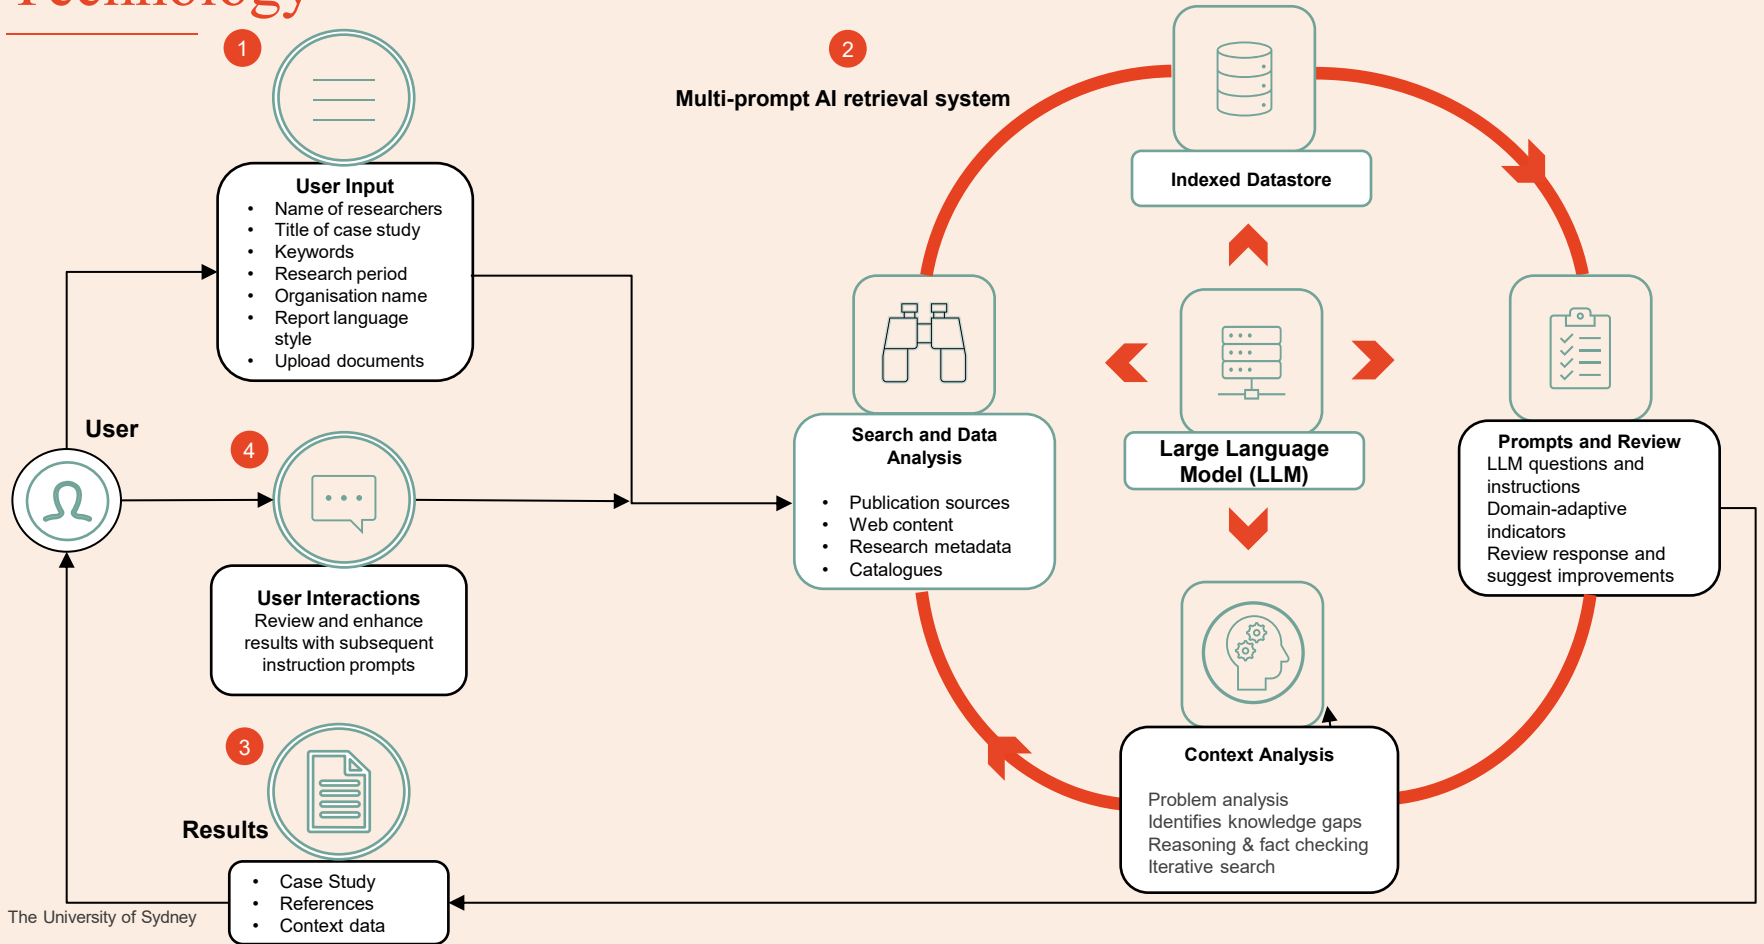 Technology
1
User Input
• Name of researchers
• Title of case study
• Keywords
• Research period
• Organisation name
• Report language
style
• Upload documents
User
4
User Interactions
Review and enhance
results with subsequent
instruction prompts
3
Results
• Case Study
• References
• Context data
The University of Sydney
2
Multi-prompt AI retrieval system
Indexed Datastore
Search and Data
Analysis
• Publication sources
• Web content
• Research metadata
• Catalogues
Large Language
Model (LLM)
Prompts and Review
LLM questions and
instructions
Domain-adaptive
indicators
Review response and
suggest improvements
Context Analysis
Problem analysis
Identifies knowledge gaps
Reasoning & fact checking
Iterative search